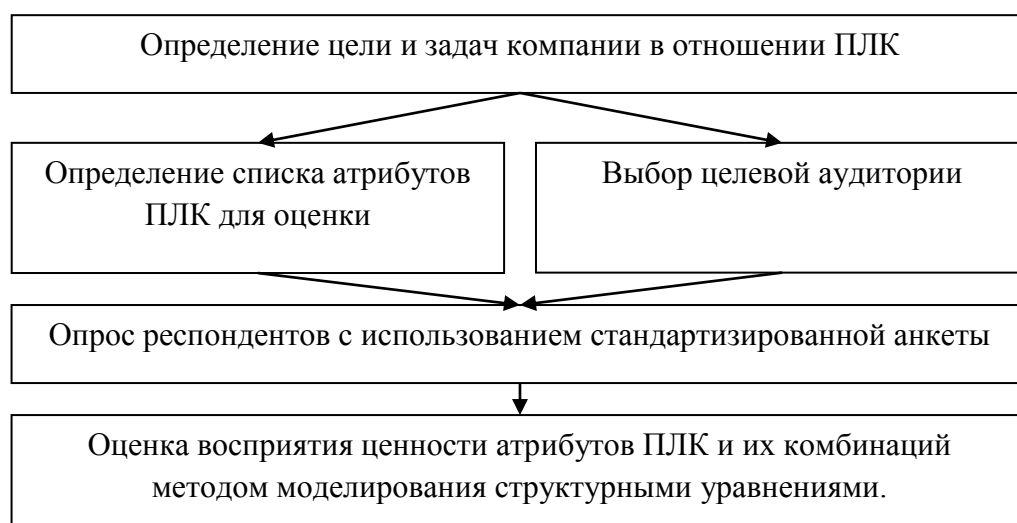 Определение цели и задач компании в отношении ПЛК
Определение списка атрибутов
ПЛК для оценки
Выбор целевой аудитории
Опрос респондентов с использованием стандартизированной анкеты
Оценка восприятия ценности атрибутов ПЛК и их комбинаций
методом моделирования структурными уравнениями.